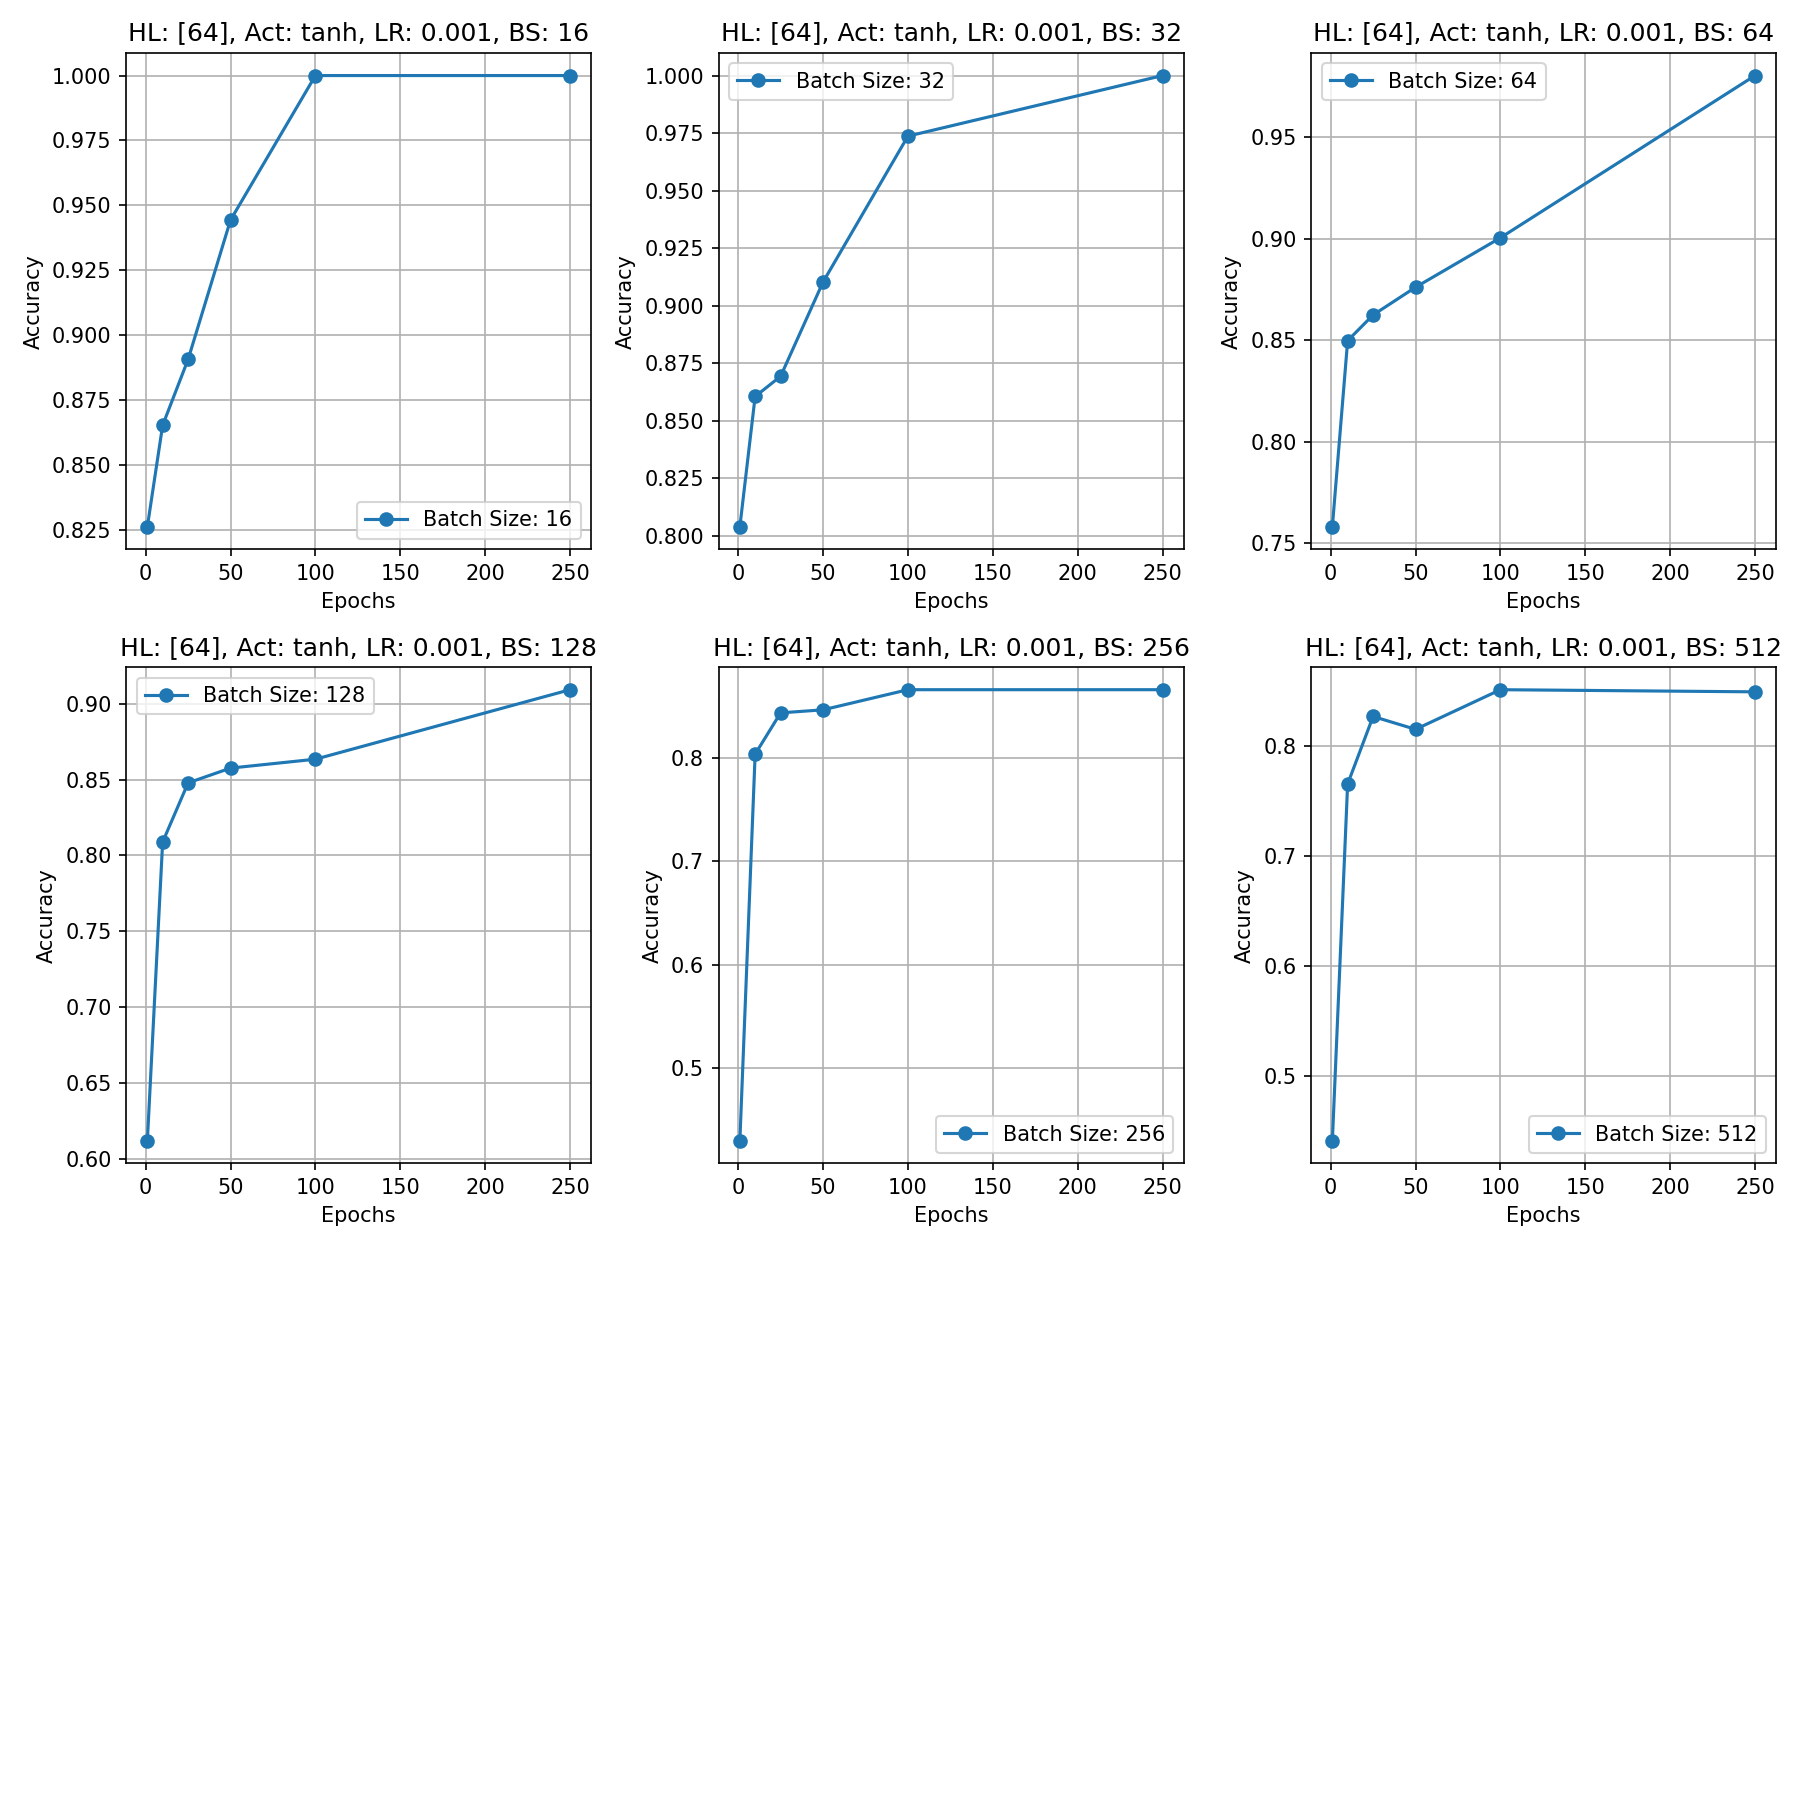 HL: [64], Act: tanh, LR: 0.001, BS: 16
1.000
0.975
0.950
0.925
0.900
0.875
0.850
0.825
Accuracy
Batch Size: 16
0 50 100 150 200 250
Epochs
HL: [64], Act: tanh, LR: 0.001, BS: 32
Batch Size: 32
1.000
0.975
0.950
0.925
0.900
0.875
0.850
0.825
0.800
Accuracy
0 50 100 150 200 250
Epochs
HL: [64], Act: tanh, LR: 0.001, BS: 64
Batch Size: 64
0.95
0.90
0.85
0.80
0.75
Accuracy
0 50 100 150 200 250
Epochs
HL: [64], Act: tanh, LR: 0.001, BS: 128
Batch Size: 128
0.90
0.85
0.80
0.75
0.70
0.65
0.60
Accuracy
0 50 100 150 200 250
Epochs
HL: [64], Act: tanh, LR: 0.001, BS: 256
0.8
0.7
0.6
0.5
Accuracy
Batch Size: 256
0 50 100 150 200 250
Epochs
HL: [64], Act: tanh, LR: 0.001, BS: 512
0.8
0.7
0.6
0.5
Accuracy
Batch Size: 512
0 50 100 150 200 250
Epochs